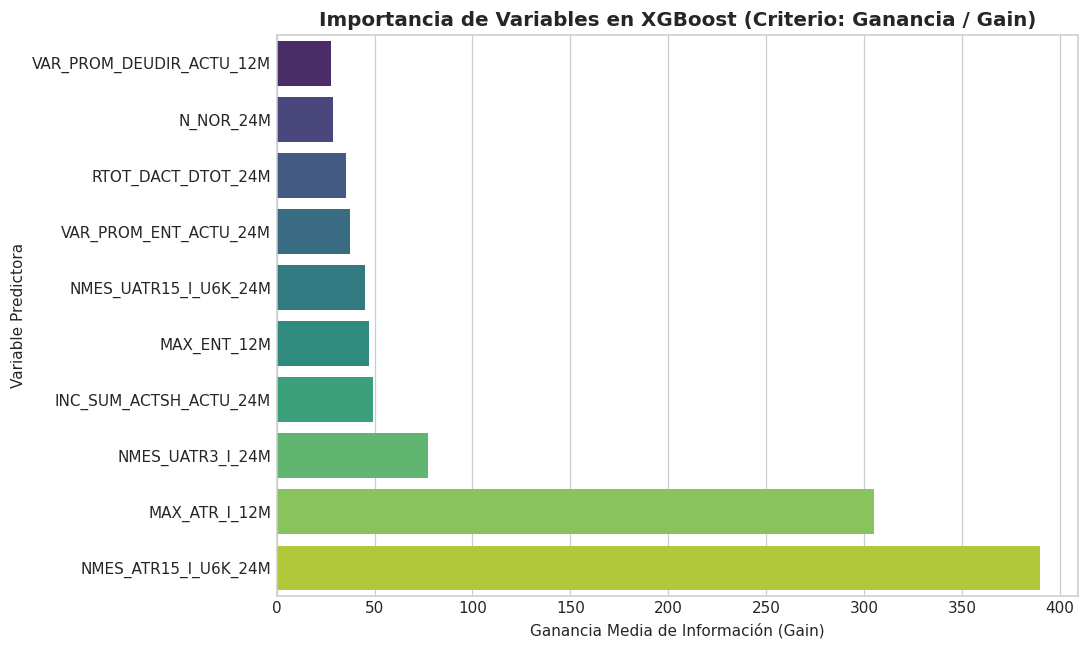 Importancia de Variables en XGBoost (Criterio: Ganancia / Gain)
Variable Predictora
VAR_PROM_DEUDIR_ACTU_12M
N_NOR_24M
RTOT_DACT_DTOT_24M
VAR_PROM_ENT_ACTU_24M
NMES_UATR15_I_U6K_24M
MAX_ENT_12M
INC_SUM_ACTSH_ACTU_24M
NMES_UATR3_I_24M
MAX_ATR_I_12M
NMES_ATR15_I_U6K_24M
0 50 100 150 200 250 300 350 400
Ganancia Media de Información (Gain)